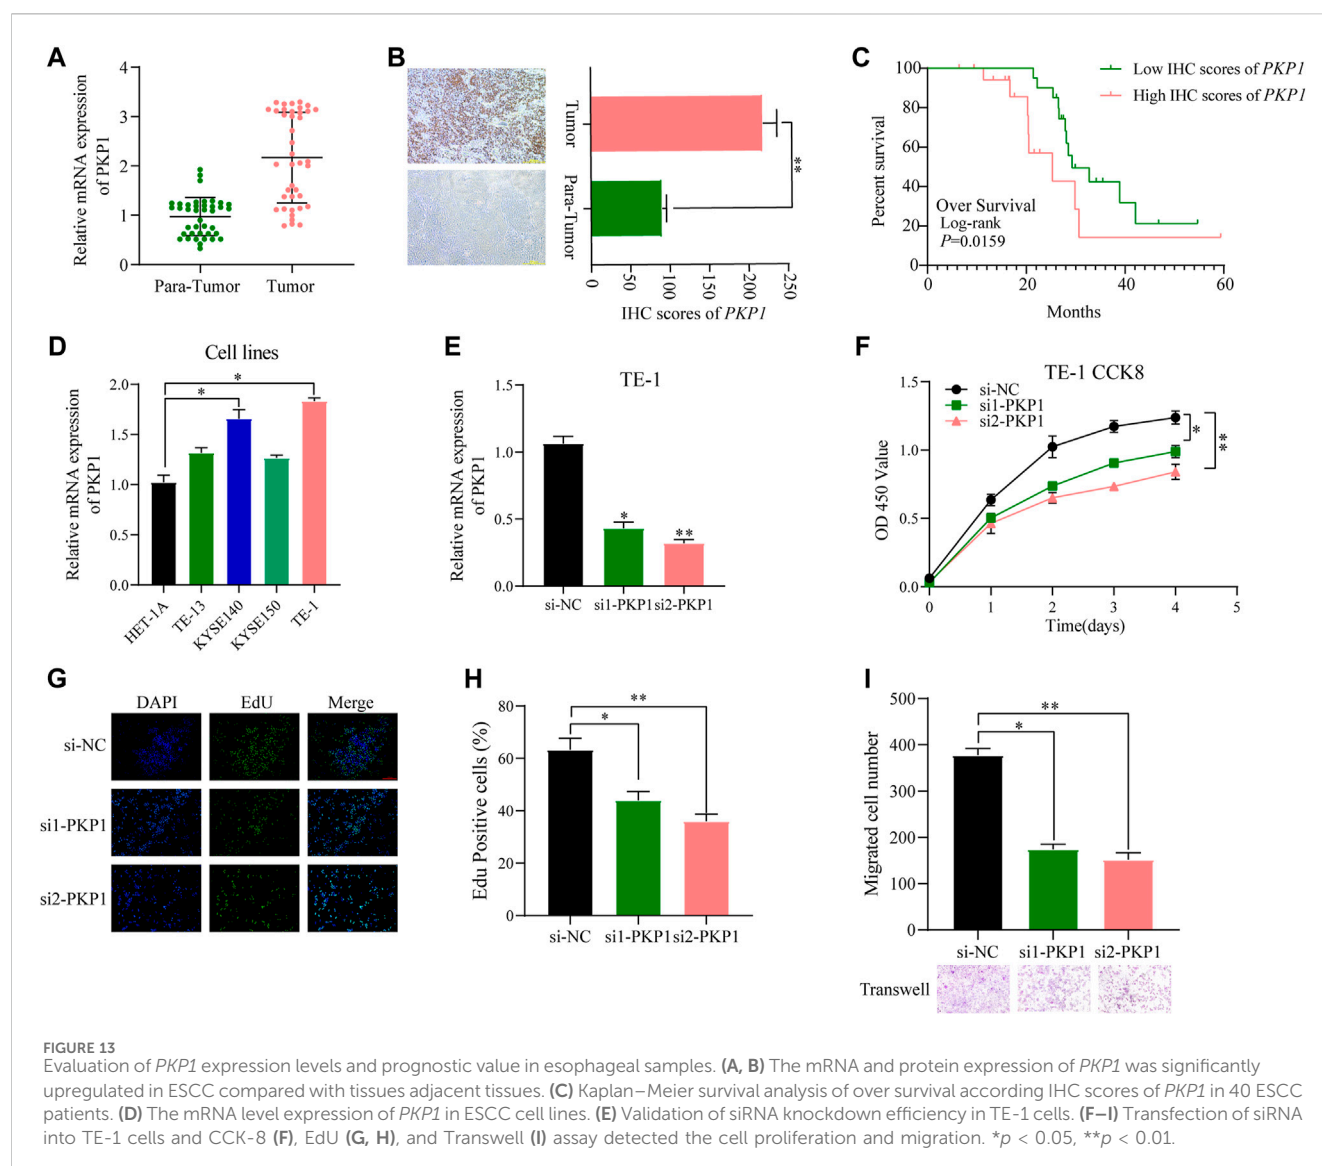 A
Relative mRNA expression
of PKP1
4
3
2
1
0
Para-Tumor
Tumor
B
Tumor
Para-Tumor
**
0
50
100
150
200
250
IHC scores of PKP1
C
Percent survival
100
80
60
40
20
0
Low IHC scores of PKP1
High IHC scores of PKP1
Over Survival
Log-rank
P=0.0159
0
20
40
60
Months
D
Cell lines
Relative mRNA expression
of PKP1
2.0
1.5
1.0
0.5
0.0
*
*
HET-1A
TE-13
KYSE140
KYSE150
TE-1
E
TE-1
Relative mRNA expression
of PKP1
1.5
1.0
0.5
0.0
*
**
si-NC
si1-PKP1
si2-PKP1
F
TE-1 CCK8
OD 450 Value
1.5
1.0
0.5
0.0
si-NC
si1-PKP1
si2-PKP1
*
**
0
1
2
3
4
5
Time(days)
G
DAPI
EdU
Merge
si-NC
si1-PKP1
si2-PKP1
H
Edu Positive cells (%)
80
60
40
20
0
**
*
si-NC
si1-PKP1
si2-PKP1
I
Migrated cell number
500
400
300
200
100
0
**
*
si-NC
si1-PKP1
si2-PKP1
Transwell
FIGURE 13
Evaluation of PKP1 expression levels and prognostic value in esophageal samples. (A, B) The mRNA and protein expression of PKP1 was significantly
upregulated in ESCC compared with tissues adjacent tissues. (C) Kaplan–Meier survival analysis of over survival according IHC scores of PKP1 in 40 ESCC
patients. (D) The mRNA level expression of PKP1 in ESCC cell lines. (E) Validation of siRNA knockdown efficiency in TE-1 cells. (F–I) Transfection of siRNA
into TE-1 cells and CCK-8 (F), EdU (G, H), and Transwell (I) assay detected the cell proliferation and migration. *p < 0.05, **p < 0.01.